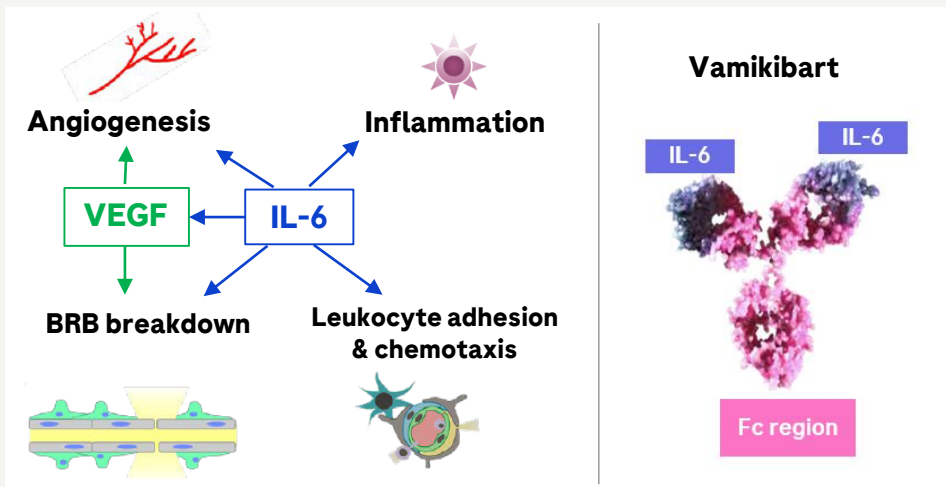 Angiogenesis
Inflammation
VEGF
IL-6
BRB breakdown
Leukocyte adhesion
& chemotaxis
Vamikibart
IL-6
IL-6
Fc region